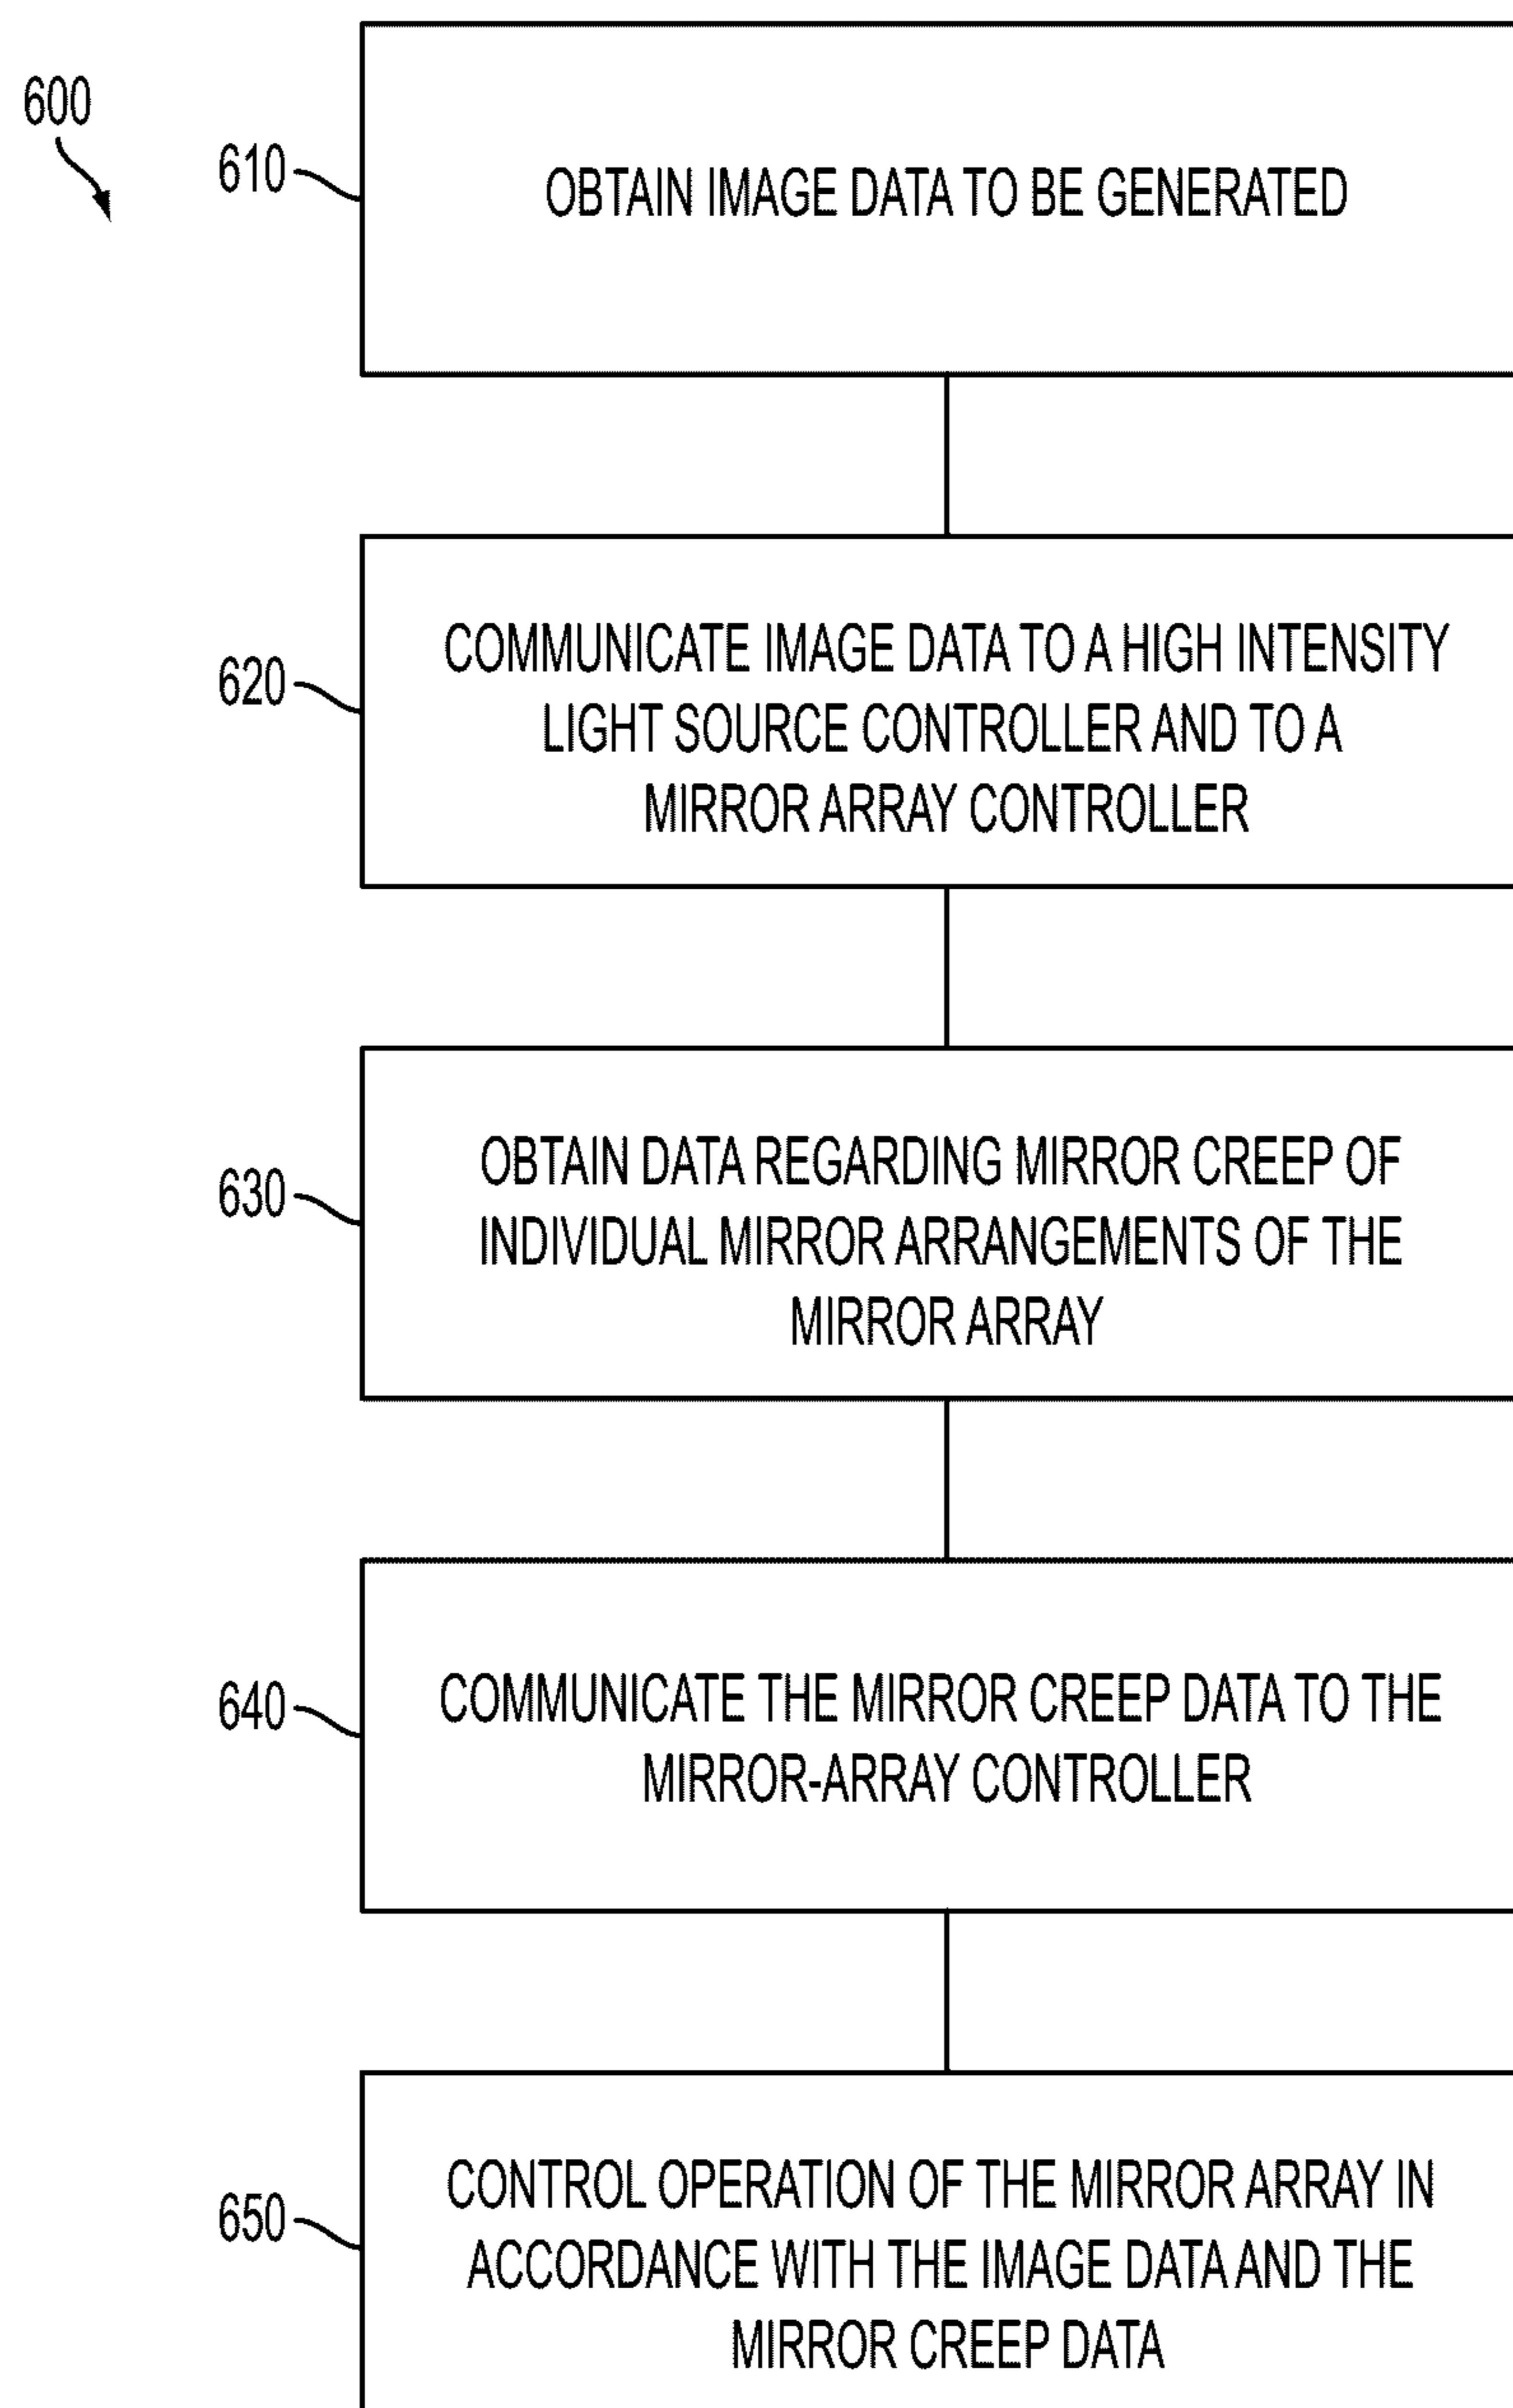 600
610
OBTAIN IMAGE DATA TO BE GENERATED
620
COMMUNICATE IMAGE DATA TO A HIGH INTENSITY
LIGHT SOURCE CONTROLLER AND TO A
MIRROR ARRAY CONTROLLER
630
OBTAIN DATA REGARDING MIRROR CREEP OF
INDIVIDUAL MIRROR ARRANGEMENTS OF THE
MIRROR ARRAY
640
COMMUNICATE THE MIRROR CREEP DATA TO THE
MIRROR-ARRAY CONTROLLER
650
CONTROL OPERATION OF THE MIRROR ARRAY IN
ACCORDANCE WITH THE IMAGE DATA AND THE
MIRROR CREEP DATA